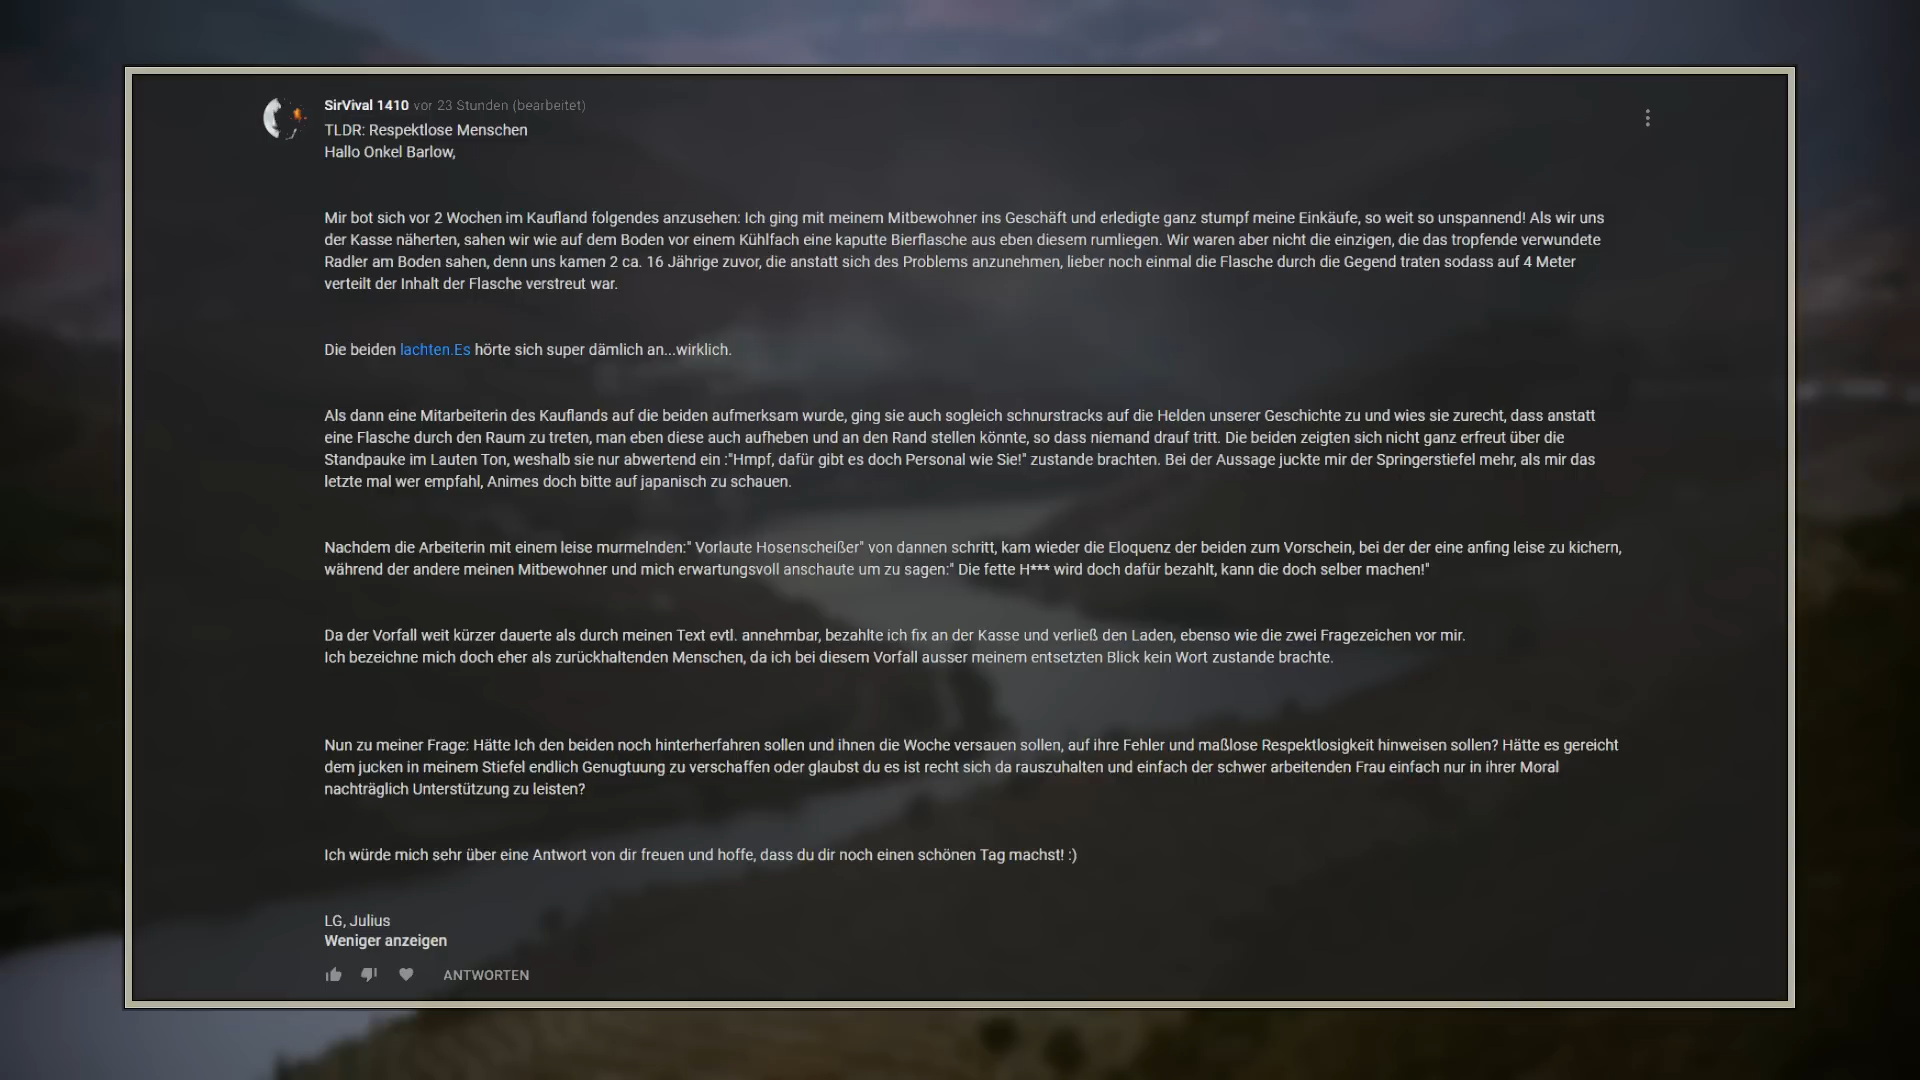 SirVival 1410 vor 23 Stunden (bearbeitet)
TLDR: Respektlose Menschen
Hallo Onkel Barlow,
Mir bot sich vor 2 Wochen im Kaufland folgendes anzusehen: Ich ging mit meinem Mitbewohner ins Geschäft und erledigte ganz stumpf meine Einkäufe, so weit so unspannend! Als wir uns
der Kasse näherten, sahen wir wie auf dem Boden vor einem Kühlfach eine kaputte Bierflasche aus eben diesem rumliegen. Wir waren aber nicht die einzigen, die das tropfende verwundete
Radler am Boden sahen, denn uns kamen 2 ca. 16 Jährige zuvor, die anstatt sich des Problems anzunehmen, lieber noch einmal die Flasche durch die Gegend traten sodass auf 4 Meter
verteilt der Inhalt der Flasche verstreut war.
Die beiden lachten.Es hörte sich super dämlich an...wirklich.
Als dann eine Mitarbeiterin des Kauflands auf die beiden aufmerksam wurde, ging sie auch sogleich schnurstracks auf die Helden unserer Geschichte zu und wies sie zurecht, dass anstatt
eine Flasche durch den Raum zu treten, man eben diese auch aufheben und an den Rand stellen könnte, so dass niemand drauf tritt. Die beiden zeigten sich nicht ganz erfreut über die
Standpauke im Lauten Ton, weshalb sie nur abwertend ein :"Hmpf, dafür gibt es doch Personal wie Sie!" zustande brachten. Bei der Aussage juckte mir der Springerstiefel mehr, als mir das
letzte mal wer empfahl, Animes doch bitte auf japanisch zu schauen.
Nachdem die Arbeiterin mit einem leise murmelnden:" Vorlaute Hosenscheißer" von dannen schritt, kam wieder die Eloquenz der beiden zum Vorschein, bei der der eine anfing leise zu kichern,
während der andere meinen Mitbewohner und mich erwartungsvoll anschaute um zu sagen:" Die fette H*** wird doch dafür bezahlt, kann die doch selber machen!"
Da der Vorfall weit kürzer dauerte als durch meinen Text evtl. annehmbar, bezahlte ich fix an der Kasse und verließ den Laden, ebenso wie die zwei Fragezeichen vor mir.
Ich bezeichne mich doch eher als zurückhaltenden Menschen, da ich bei diesem Vorfall ausser meinem entsetzten Blick kein Wort zustande brachte.
Nun zu meiner Frage: Hätte Ich den beiden noch hinterherfahren sollen und ihnen die Woche versauen sollen, auf ihre Fehler und maßlose Respektlosigkeit hinweisen sollen? Hätte es gereicht
dem jucken in meinem Stiefel endlich Genugtuung zu verschaffen oder glaubst du es ist recht sich da rauszuhalten und einfach der schwer arbeitenden Frau einfach nur in ihrer Moral
nachträglich Unterstützung zu leisten?
Ich würde mich sehr über eine Antwort von dir freuen und hoffe, dass du dir noch einen schönen Tag machst! :)
LG, Julius
Weniger anzeigen
ANTWORTEN